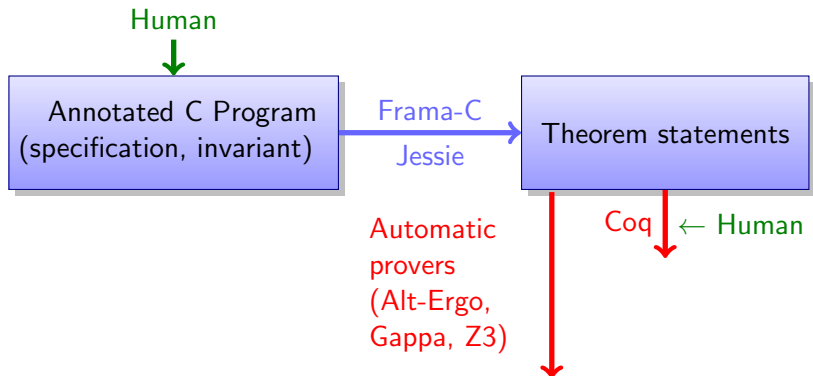 Human
Annotated C Program
(specification, invariant)
Frama-C
Jessie
Theorem statements
Automatic
provers
(Alt-Ergo,
Gappa, Z3)
Coq
← Human